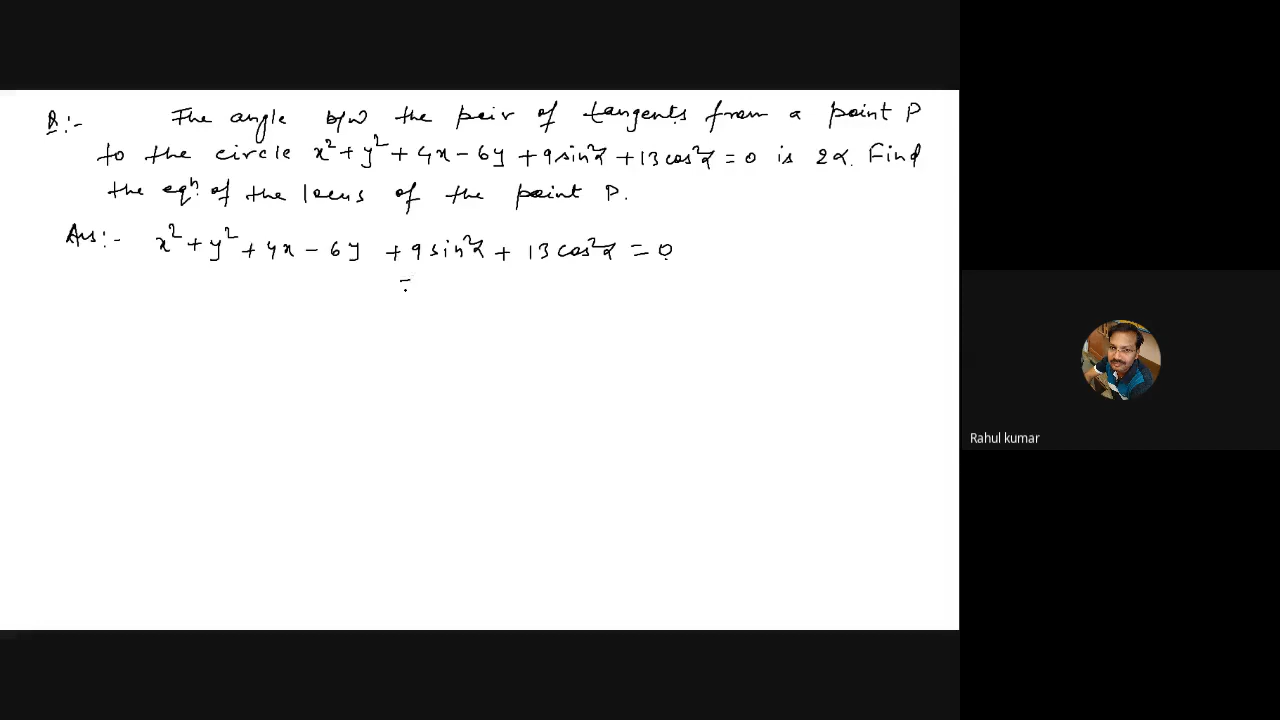 Q:- The angle b/w the pair of tangents from a point P
to the circle x² + y² + 4x - 6y + 9sin²α + 13cos²α = 0 is 2α. Find
the eqⁿ. of the locus of the point P.
Ans:- x² + y² + 4x - 6y + 9sin²α + 13cos²α = 0
=
Rahul kumar